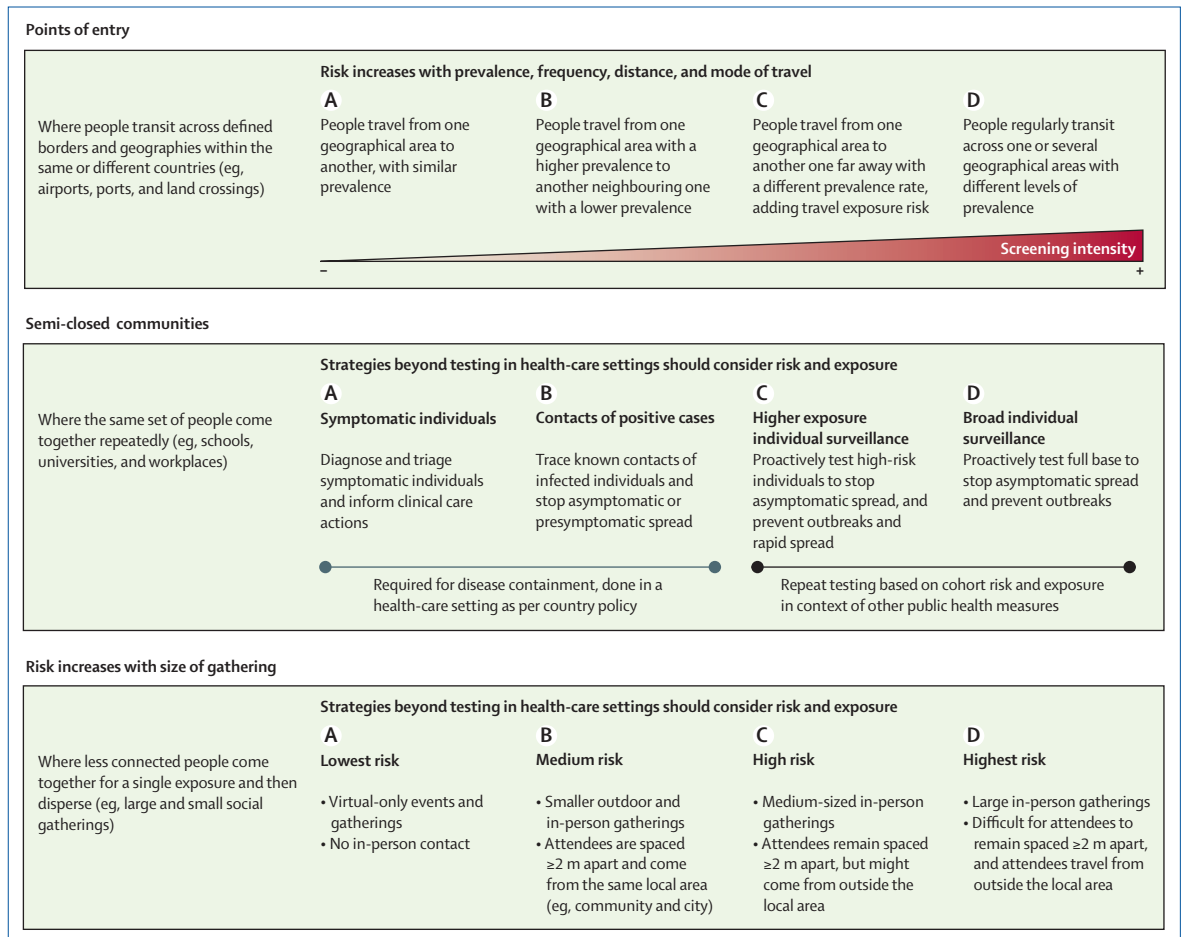 Points of entry
Risk increases with prevalence, frequency, distance, and mode of travel
Where people transit across defined
borders and geographies within the
same or different countries (eg,
airports, ports, and land crossings)
A
People travel from one
geographical area to
another, with similar
prevalence
B
People travel from one
geographical area with a
higher prevalence to
another neighbouring one
with a lower prevalence
C
People travel from one
geographical area to
another one far away with
a different prevalence rate,
adding travel exposure risk
D
People regularly transit
across one or several
geographical areas with
different levels of
prevalence
Screening intensity
–
+
Semi-closed communities
Strategies beyond testing in health-care settings should consider risk and exposure
Where the same set of people come
together repeatedly (eg, schools,
universities, and workplaces)
A
Symptomatic individuals
Diagnose and triage
symptomatic individuals
and inform clinical care
actions
B
Contacts of positive cases
Trace known contacts of
infected individuals and
stop asymptomatic or
presymptomatic spread
C
Higher exposure
individual surveillance
Proactively test high-risk
individuals to stop
asymptomatic spread, and
prevent outbreaks and
rapid spread
D
Broad individual
surveillance
Proactively test full base to
stop asymptomatic spread
and prevent outbreaks
Required for disease containment, done in a
health-care setting as per country policy
Repeat testing based on cohort risk and exposure
in context of other public health measures
Risk increases with size of gathering
Strategies beyond testing in health-care settings should consider risk and exposure
Where less connected people come
together for a single exposure and then
disperse (eg, large and small social
gatherings)
A
Lowest risk
• Virtual-only events and
gatherings
• No in-person contact
B
Medium risk
• Smaller outdoor and
in-person gatherings
• Attendees are spaced
≥2 m apart and come
from the same local area
(eg, community and city)
C
High risk
• Medium-sized in-person
gatherings
• Attendees remain spaced
≥2 m apart, but might
come from outside the
local area
D
Highest risk
• Large in-person gatherings
• Difficult for attendees to
remain spaced ≥2 m apart,
and attendees travel from
outside the local area